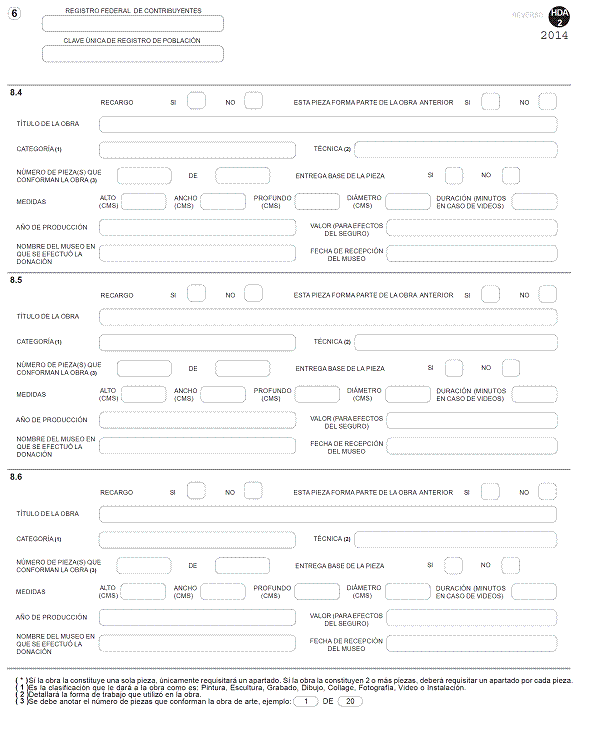 6 REGISTRO FEDERAL DE CONTRIBUYENTES REVERSO HDA 2
2014
CLAVE ÚNICA DE REGISTRO DE POBLACIÓN
8.4
RECARGO SI NO ESTA PIEZA FORMA PARTE DE LA OBRA ANTERIOR SI NO
TÍTULO DE LA OBRA
CATEGORÍA (1) TÉCNICA (2)
NÚMERO DE PIEZA(S) QUE
CONFORMAN LA OBRA (3) DE ENTREGA BASE DE LA PIEZA SI NO
MEDIDAS ALTO (CMS) ANCHO (CMS) PROFUNDO (CMS) DIÁMETRO (CMS) DURACIÓN (MINUTOS EN CASO DE VIDEOS)
AÑO DE PRODUCCIÓN VALOR (PARA EFECTOS DEL SEGURO)
NOMBRE DEL MUSEO EN
QUE SE EFECTUÓ LA
DONACIÓN FECHA DE RECEPCIÓN DEL MUSEO
8.5
RECARGO SI NO ESTA PIEZA FORMA PARTE DE LA OBRA ANTERIOR SI NO
TÍTULO DE LA OBRA
CATEGORÍA (1) TÉCNICA (2)
NÚMERO DE PIEZA(S) QUE
CONFORMAN LA OBRA (3) DE ENTREGA BASE DE LA PIEZA SI NO
MEDIDAS ALTO (CMS) ANCHO (CMS) PROFUNDO (CMS) DIÁMETRO (CMS) DURACIÓN (MINUTOS EN CASO DE VIDEOS)
AÑO DE PRODUCCIÓN VALOR (PARA EFECTOS DEL SEGURO)
NOMBRE DEL MUSEO EN
QUE SE EFECTUÓ LA
DONACIÓN FECHA DE RECEPCIÓN DEL MUSEO
8.6
RECARGO SI NO ESTA PIEZA FORMA PARTE DE LA OBRA ANTERIOR SI NO
TÍTULO DE LA OBRA
CATEGORÍA (1) TÉCNICA (2)
NÚMERO DE PIEZA(S) QUE
CONFORMAN LA OBRA (3) DE ENTREGA BASE DE LA PIEZA SI NO
MEDIDAS ALTO (CMS) ANCHO (CMS) PROFUNDO (CMS) DIÁMETRO (CMS) DURACIÓN (MINUTOS EN CASO DE VIDEOS)
AÑO DE PRODUCCIÓN VALOR (PARA EFECTOS DEL SEGURO)
NOMBRE DEL MUSEO EN
QUE SE EFECTUÓ LA
DONACIÓN FECHA DE RECEPCIÓN DEL MUSEO
( * )Si la obra la constituye una sola pieza, únicamente requisitará un apartado. Si la obra la constituyen 2 o más piezas, deberá requisitar un apartado por cada pieza.
( 1 )Es la clasificación que le dará a la obra como es: Pintura, Escultura, Grabado, Dibujo, Collage, Fotografía, Video o Instalación.
( 2 )Detallará la forma de trabajo que utilizó en la obra.
( 3 )Se debe anotar el número de piezas que conforman la obra de arte, ejemplo: 1 DE 20